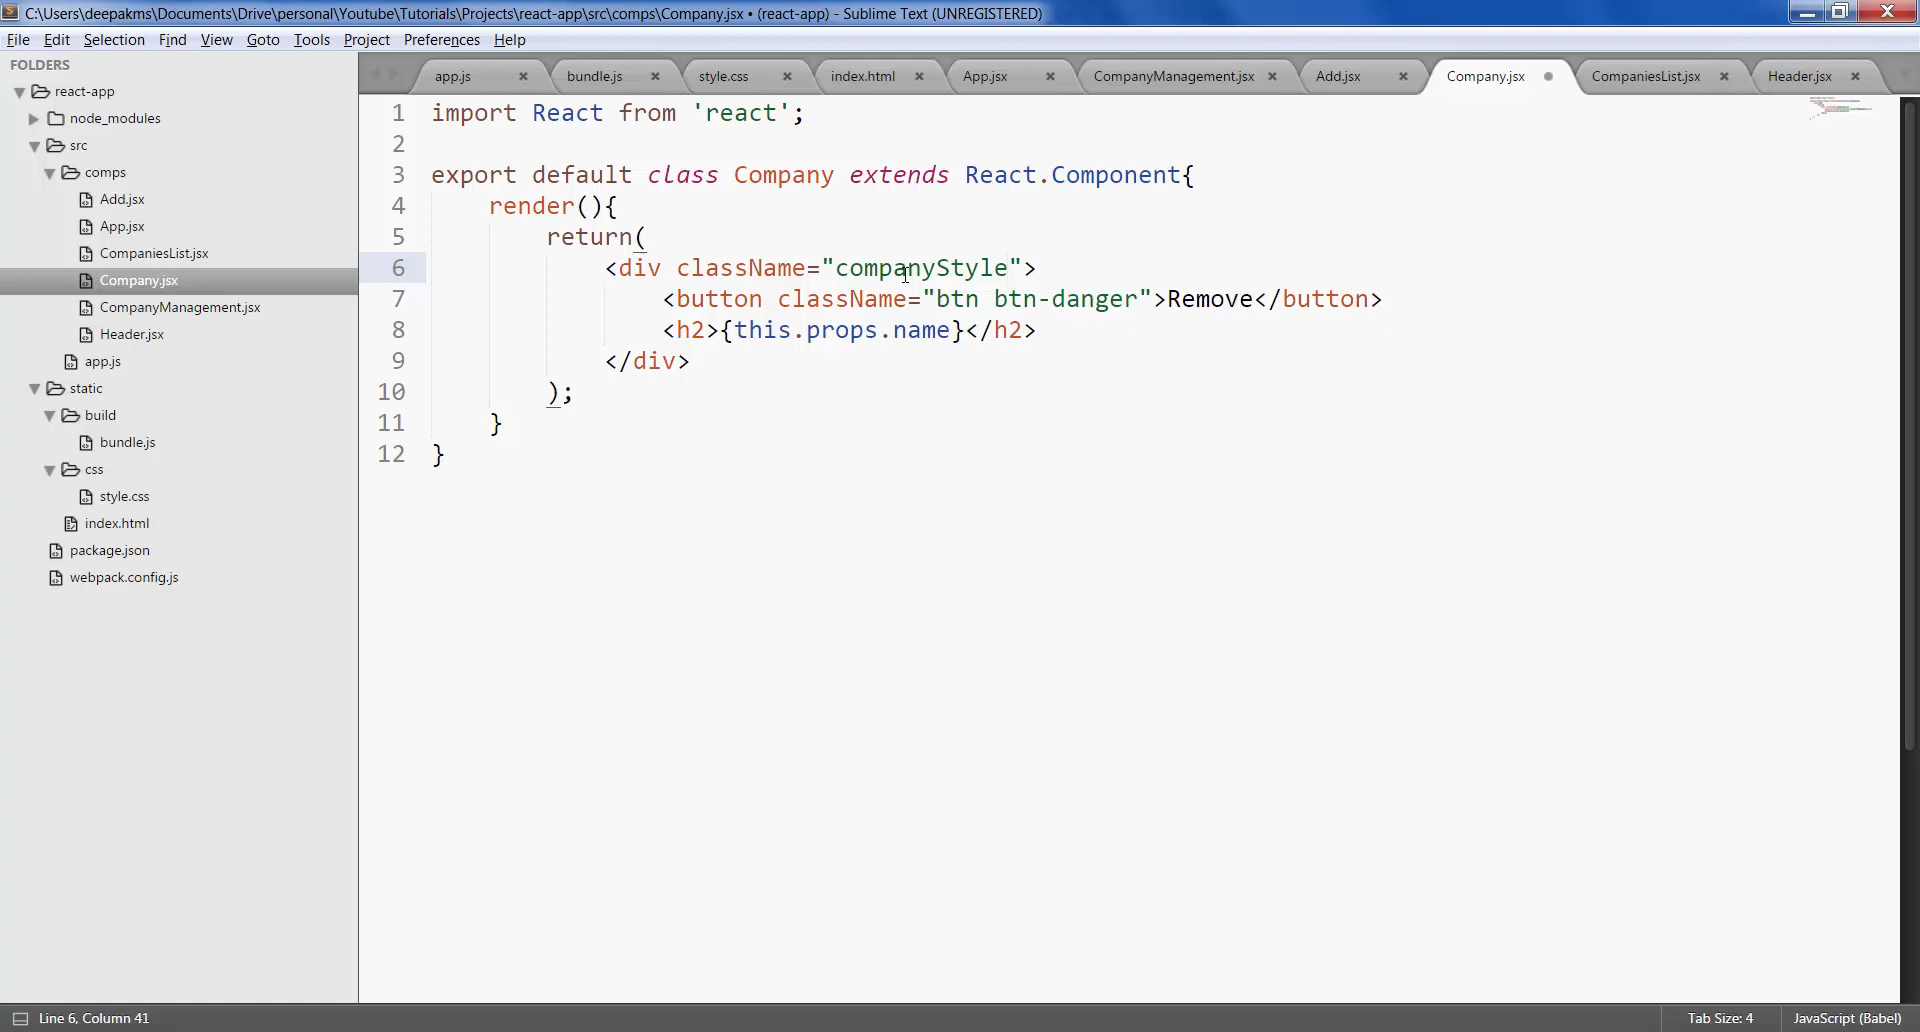 C:\Users\deepakms\Documents\Drive\personal\Youtube\Tutorials\Projects\react-app\src\comps\Company.jsx • (react-app) - Sublime Text (UNREGISTERED)
File Edit Selection Find View Goto Tools Project Preferences Help
FOLDERS
react-app
node_modules
src
comps
Add.jsx
App.jsx
CompaniesList.jsx
Company.jsx
CompanyManagement.jsx
Header.jsx
app.js
static
build
bundle.js
css
style.css
index.html
package.json
webpack.config.js
app.js bundle.js style.css index.html App.jsx CompanyManagement.jsx Add.jsx Company.jsx CompaniesList.jsx Header.jsx
1 import React from 'react';
2
3 export default class Company extends React.Component{
4 render(){
5 return(
6 <div className="companyStyle">
7 <button className="btn btn-danger">Remove</button>
8 <h2>{this.props.name}</h2>
9 </div>
10 );
11 }
12 }
Line 6, Column 41
Tab Size: 4
JavaScript (Babel)